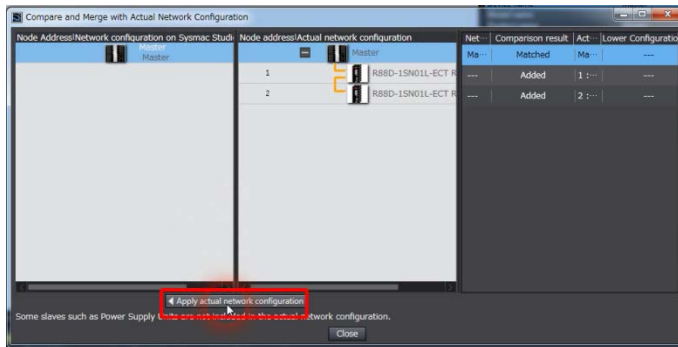 Compare and Merge with Actual Network Configuration
Node Address|Network configuration on Sysmac Studi
Master
Master
Node address|Actual network configuration
Master
1 R88D-1SN01L-ECT R
2 R88D-1SN01L-ECT R
Net··· Comparison result Act··· Lower Configuratio
Ma··· Matched Ma··· ---
--- Added 1 :··· ---
--- Added 2 :··· ---
Apply actual network configuration
Some slaves such as Power Supply Units are not included in the actual network configuration.
Close